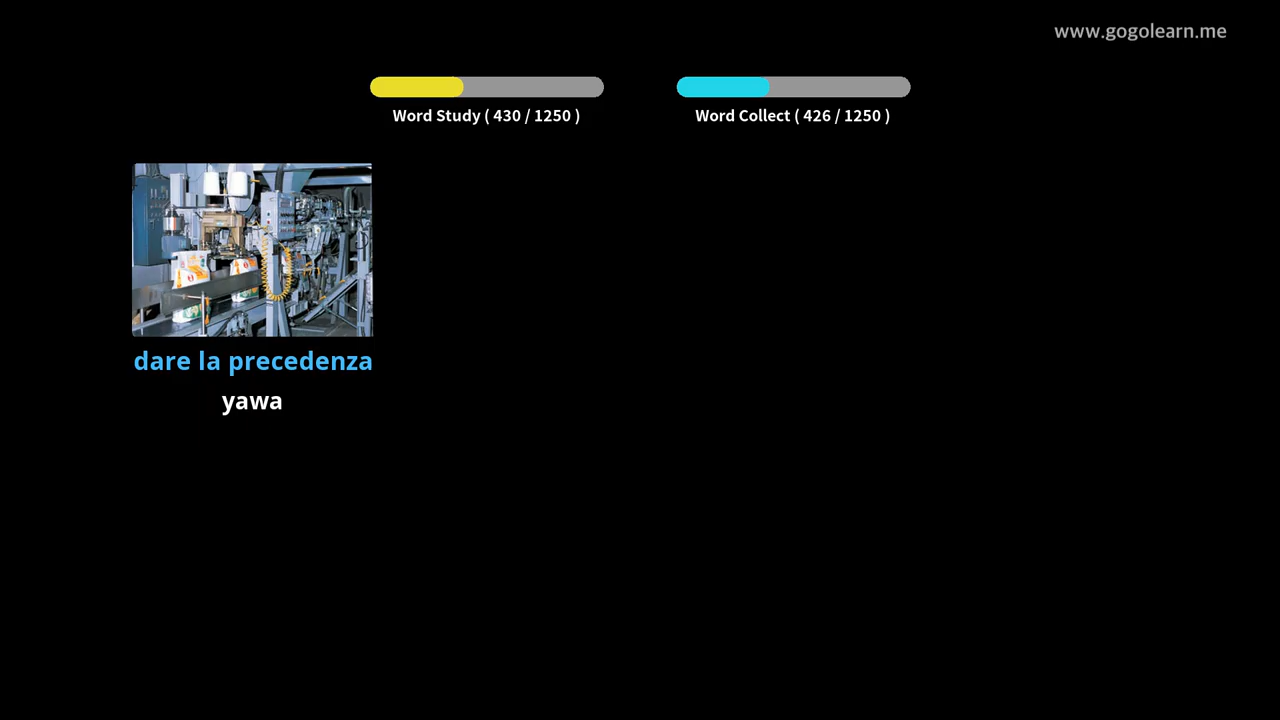 www.gogolearn.me
Word Study ( 430 / 1250 )
Word Collect ( 426 / 1250 )
dare la precedenza
yawa